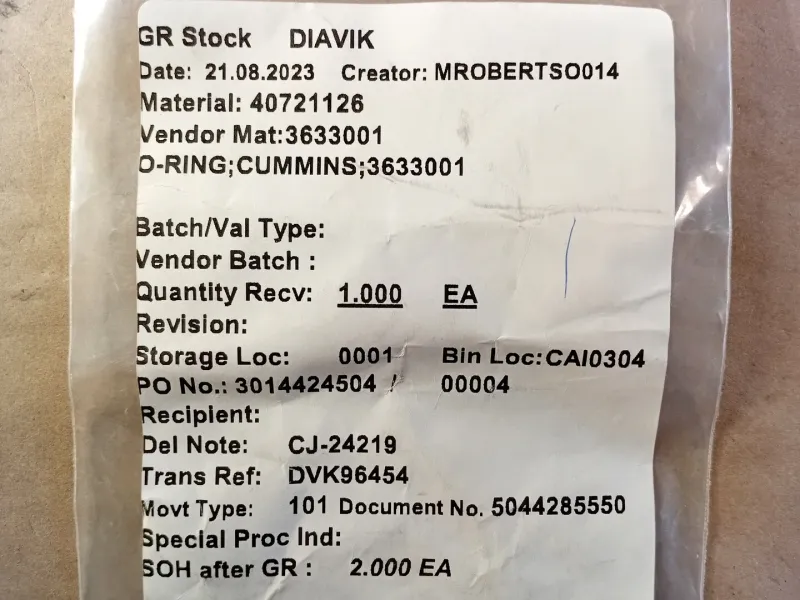 GR Stock DIAVIK
Date: 21.08.2023 Creator: MROBERTSO014
Material: 40721126
Vendor Mat:3633001
O-RING;CUMMINS;3633001
Batch/Val Type:
Vendor Batch :
Quantity Recv: 1.000 EA
Revision:
Storage Loc: 0001 Bin Loc:CAI0304
PO No.: 3014424504 / 00004
Recipient:
Del Note: CJ-24219
Trans Ref: DVK96454
Movt Type: 101 Document No. 5044285550
Special Proc Ind:
SOH after GR : 2.000 EA